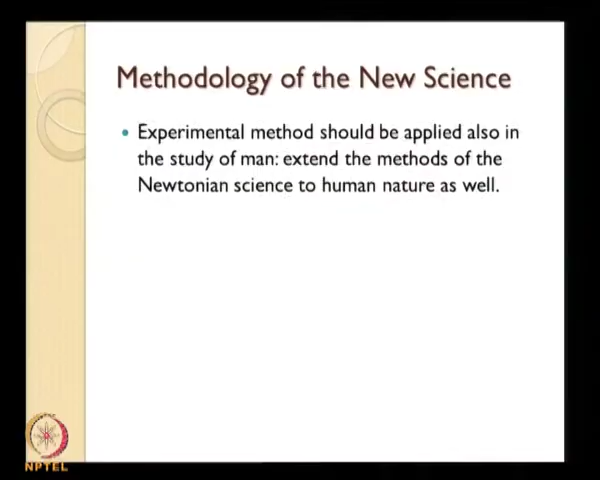 Methodology of the New Science
• Experimental method should be applied also in
the study of man: extend the methods of the
Newtonian science to human nature as well.
NPTEL